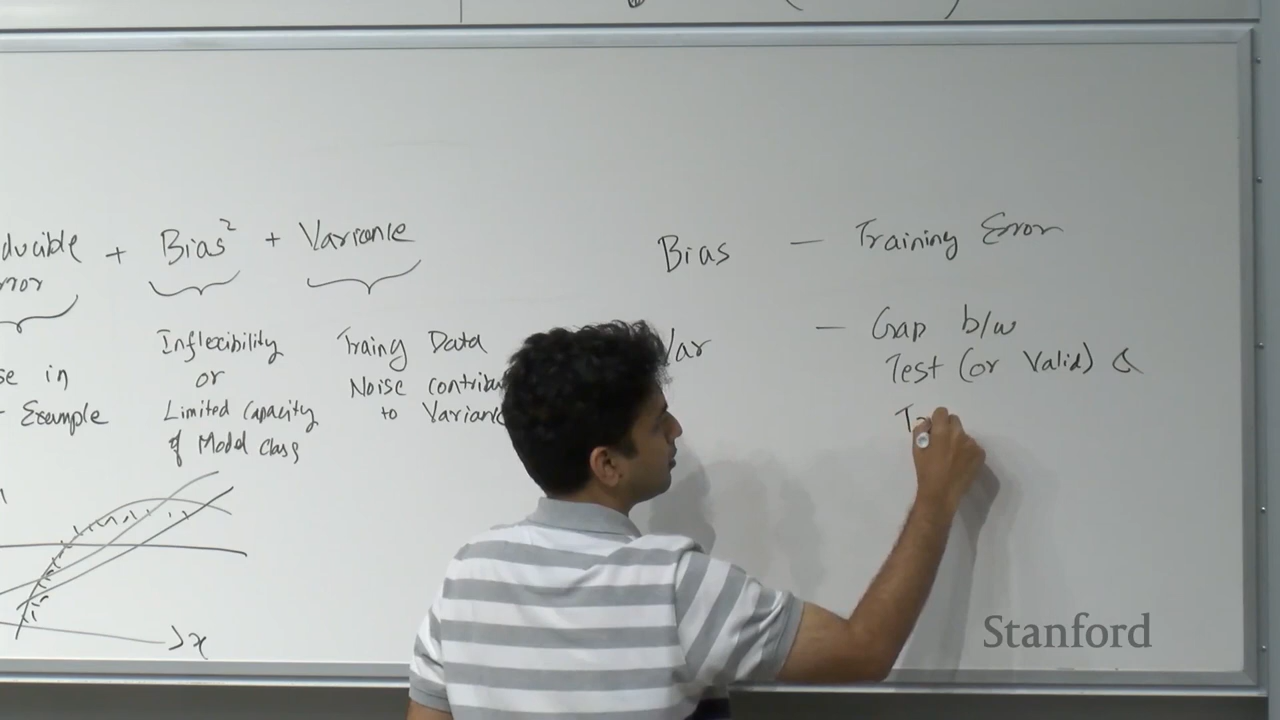 ducible + Bias² + Variance
rror
se in
Example
Inflexibility
or
Limited Capacity
of Model class
Traing Data
Noise contribu
to Varianc
>x
Bias — Training Error
Var — Gap b/w
Test (or Valid) &
Tr
Stanford